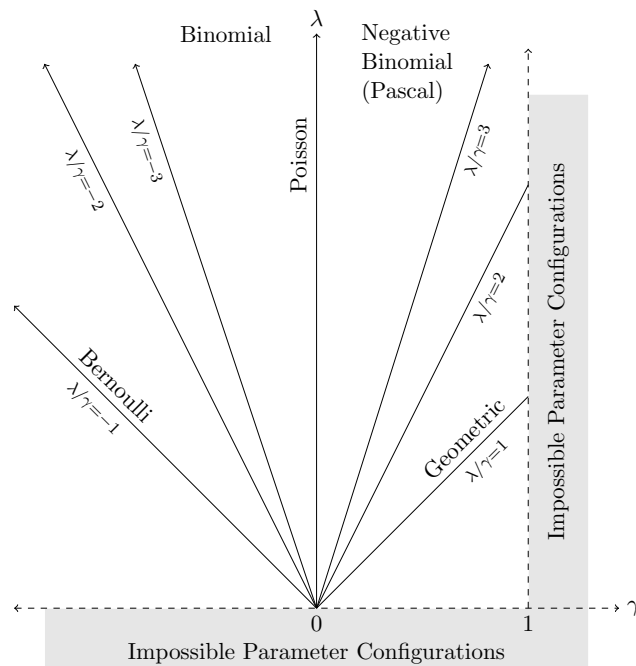 λ
Binomial
Negative
Binomial
(Pascal)
λ/γ=−2
λ/γ=−3
Poisson
λ/γ=3
λ/γ=2
Impossible Parameter Configurations
Bernoulli
λ/γ=−1
Geometric
λ/γ=1
γ
0
1
Impossible Parameter Configurations